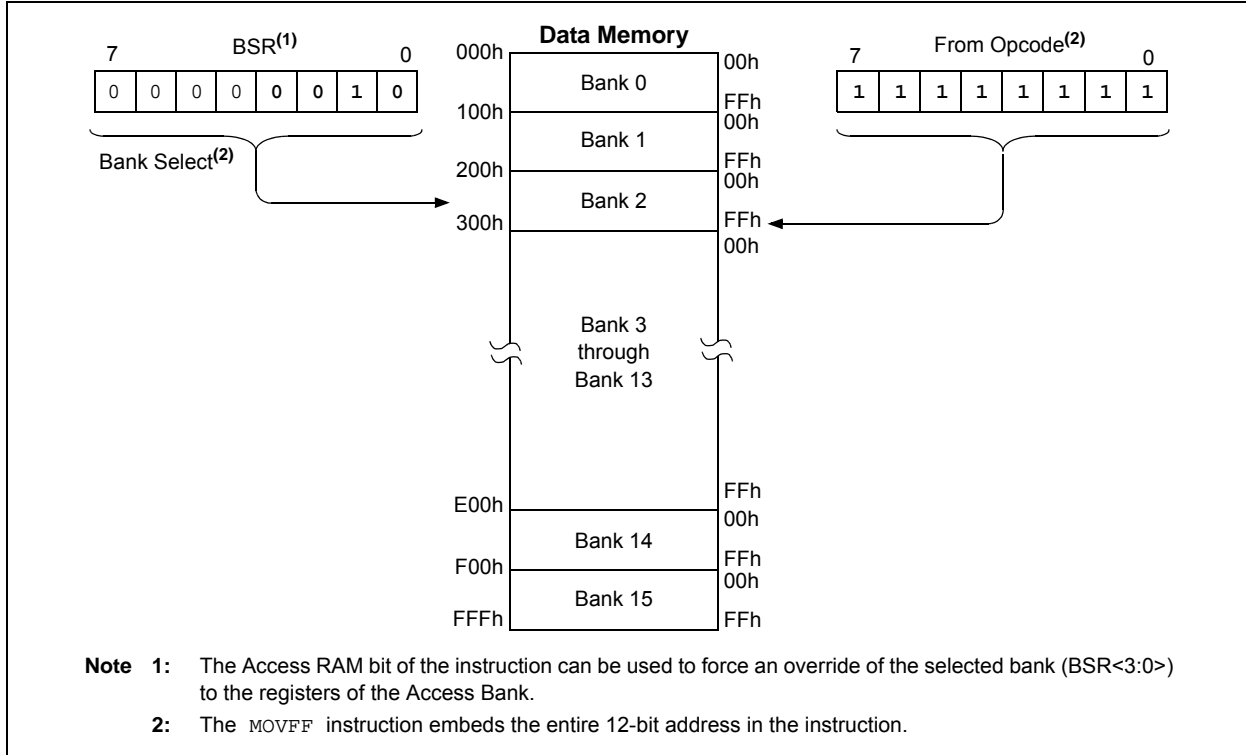 Data Memory
7 BSR(1) 0
0 0 0 0 0 0 1 0
Bank Select(2)
000h
100h
200h
300h
E00h
F00h
FFFh
Bank 0
Bank 1
Bank 2
Bank 3
through
Bank 13
Bank 14
Bank 15
00h
FFh
00h
FFh
00h
FFh
00h
FFh
00h
FFh
00h
FFh
7 From Opcode(2) 0
1 1 1 1 1 1 1 1
Note 1: The Access RAM bit of the instruction can be used to force an override of the selected bank (BSR<3:0>)
to the registers of the Access Bank.
2: The MOVFF instruction embeds the entire 12-bit address in the instruction.